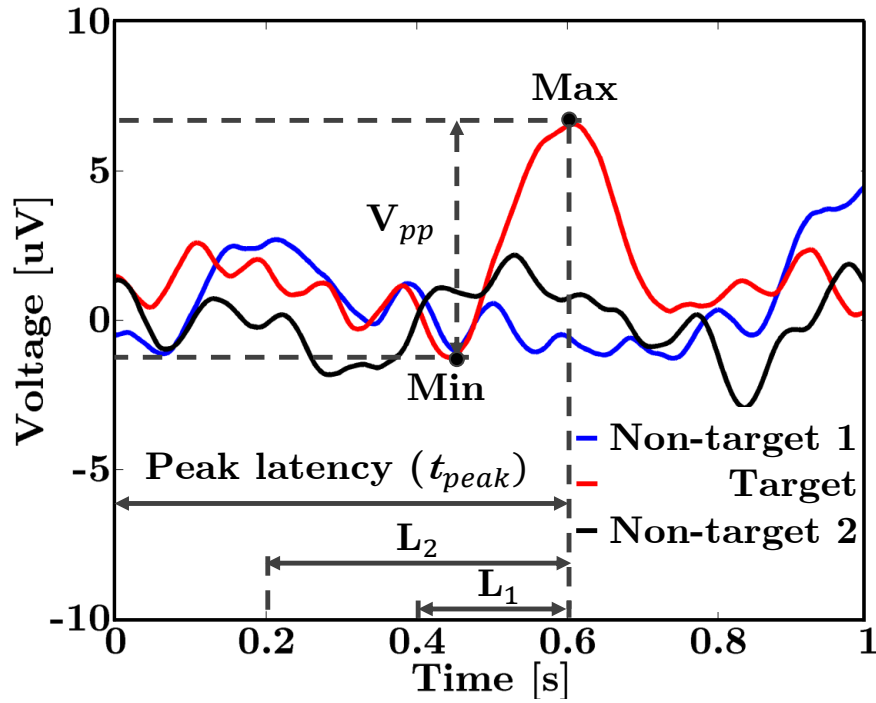 10
Max
5
V_pp
Voltage [uV]
0
Min
Non-target 1
-5
Peak latency (t_peak)
Target
Non-target 2
L_2
L_1
-10
0 0.2 0.4 0.6 0.8 1
Time [s]